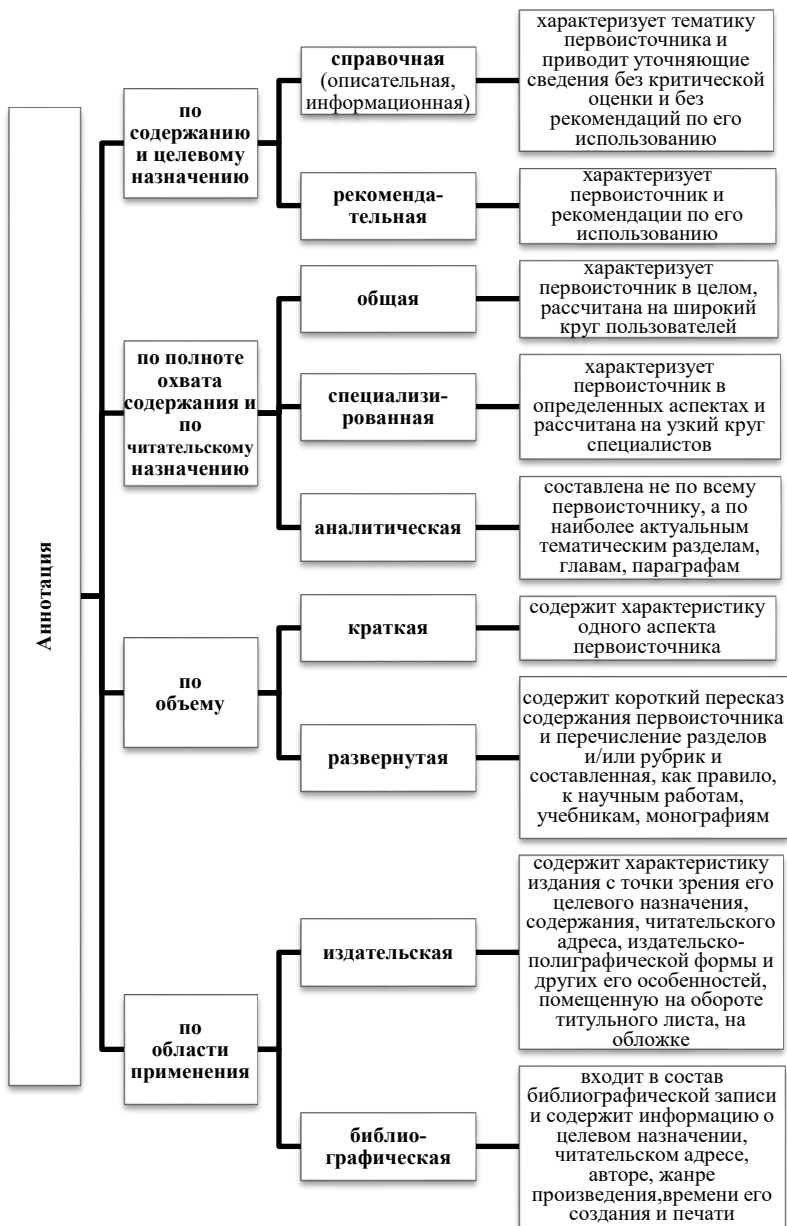 Аннотация
по
содержанию
и целевому
назначению
справочная
(описательная,
информационная)
характеризует тематику
первоисточника и
приводит уточняющие
сведения без критической
оценки и без
рекомендаций по его
использованию
рекоменда-
тельная
характеризует
первоисточник и
рекомендации по его
использованию
по полноте
охвата
содержания и
по
читательскому
назначению
общая
характеризует
первоисточник в целом,
рассчитана на широкий
круг пользователей
специализи-
рованная
характеризует
первоисточник в
определенных аспектах и
рассчитана на узкий круг
специалистов
аналитическая
составлена не по всему
первоисточнику, а по
наиболее актуальным
тематическим разделам,
главам, параграфам
по
объему
краткая
содержит характеристику
одного аспекта
первоисточника
развернутая
содержит короткий пересказ
содержания первоисточника
и перечисление разделов
и/или рубрик и
составленная, как правило,
к научным работам,
учебникам, монографиям
по
области
применения
издательская
содержит характеристику
издания с точки зрения его
целевого назначения,
содержания, читательского
адреса, издательско-
полиграфической формы и
других его особенностей,
помещенную на обороте
титульного листа, на
обложке
библио-
графическая
входит в состав
библиографической записи
и содержит информацию о
целевом назначении,
читательском адресе,
авторе, жанре
произведения,времени его
создания и печати